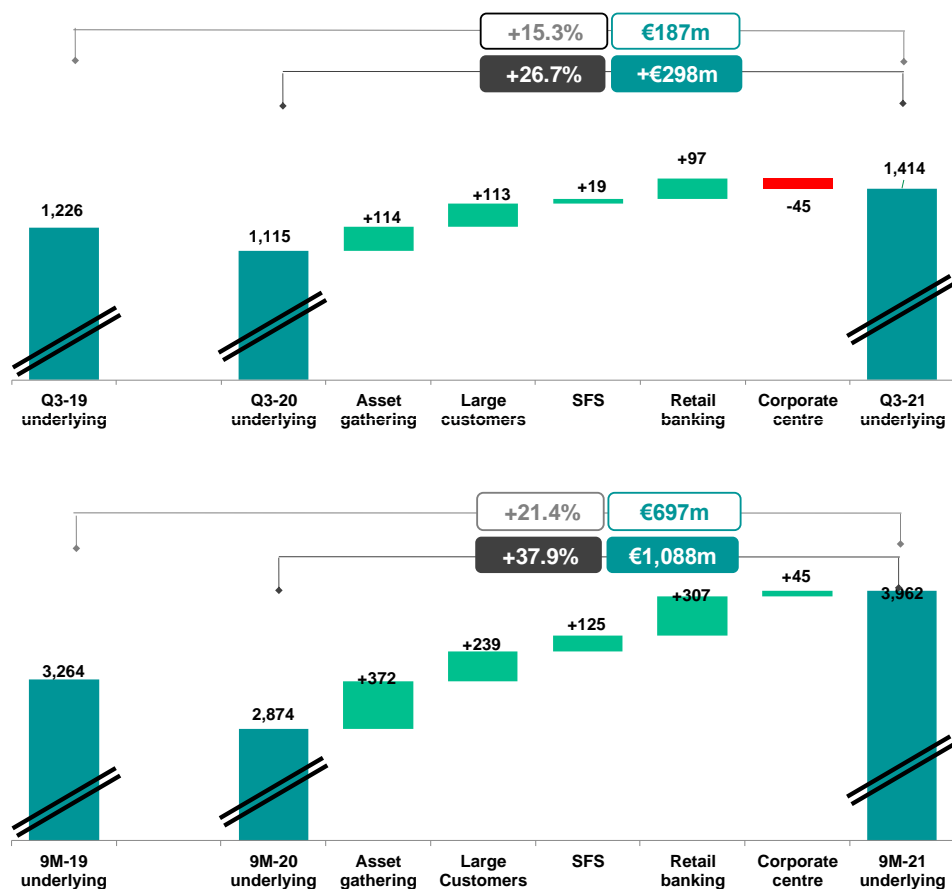 +15.3% €187m
+26.7% +€298m
+97
1,414
+19
+113
+114
1,226
-45
1,115
Q3-19 Q3-20 Asset Large SFS Retail Corporate Q3-21
underlying underlying gathering customers banking centre underlying
+21.4% €697m
+37.9% €1,088m
+45
+307 3,962
+125
+239
3,264 +372
2,874
9M-19 9M-20 Asset Large SFS Retail Corporate 9M-21
underlying underlying gathering Customers banking centre underlying